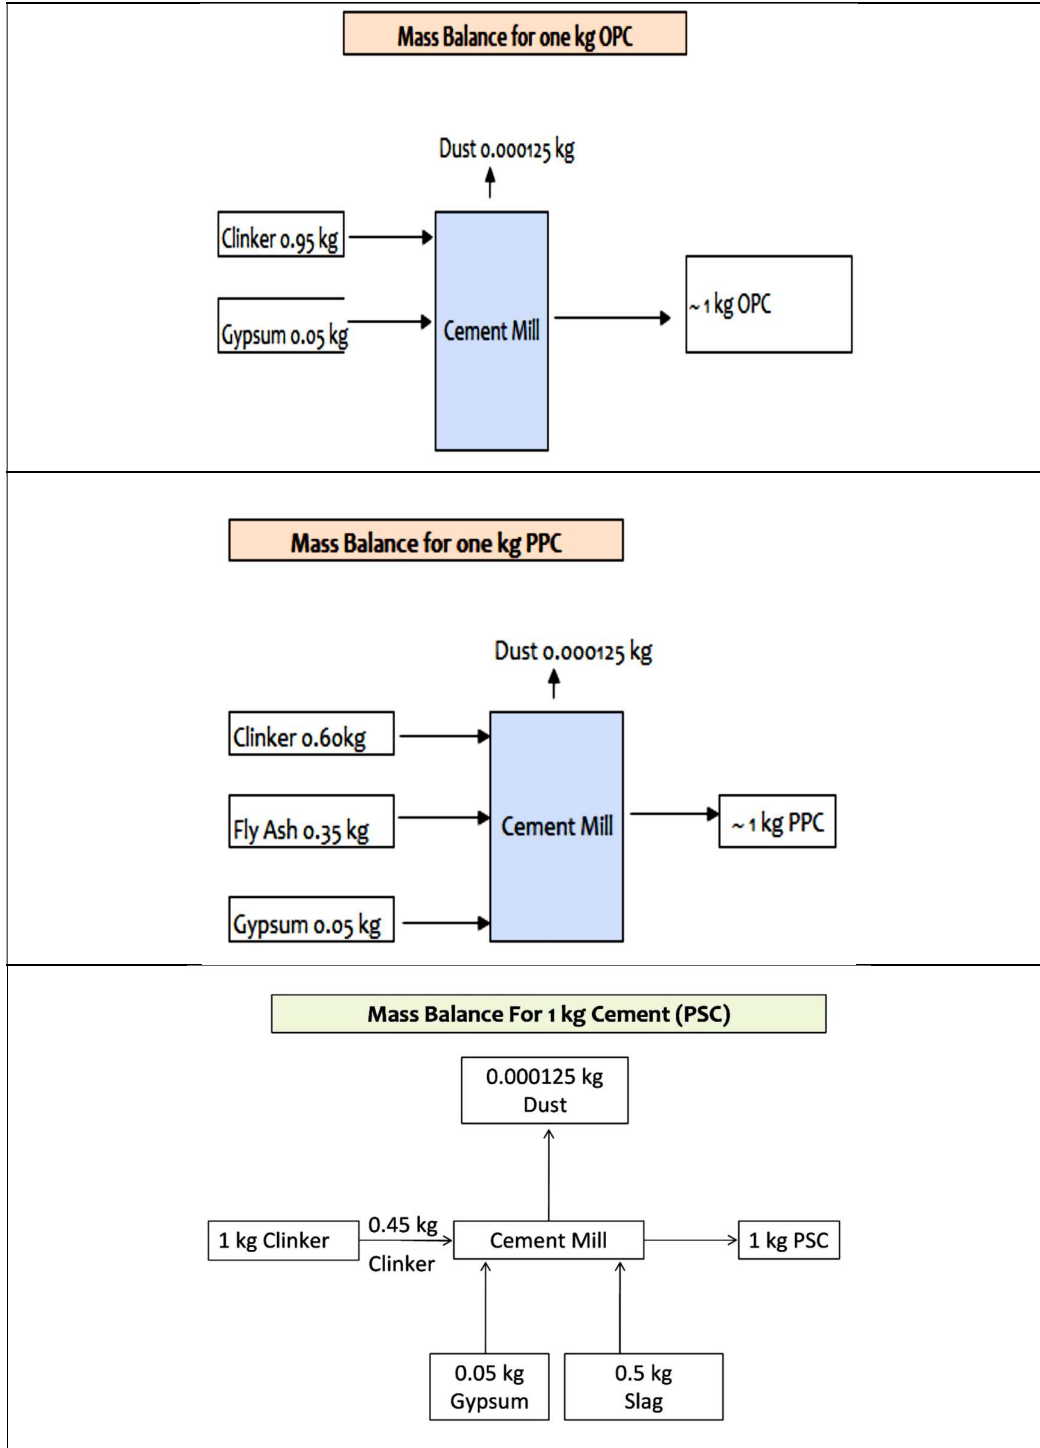 Mass Balance for one kg OPC
Dust 0.000125 kg
Clinker 0.95 kg
Gypsum 0.05 kg
Cement Mill
~ 1 kg OPC
Mass Balance for one kg PPC
Dust 0.000125 kg
Clinker 0.60kg
Fly Ash 0.35 kg
Gypsum 0.05 kg
Cement Mill
~ 1 kg PPC
Mass Balance For 1 kg Cement (PSC)
0.000125 kg
Dust
1 kg Clinker
0.45 kg
Clinker
Cement Mill
1 kg PSC
0.05 kg
Gypsum
0.5 kg
Slag